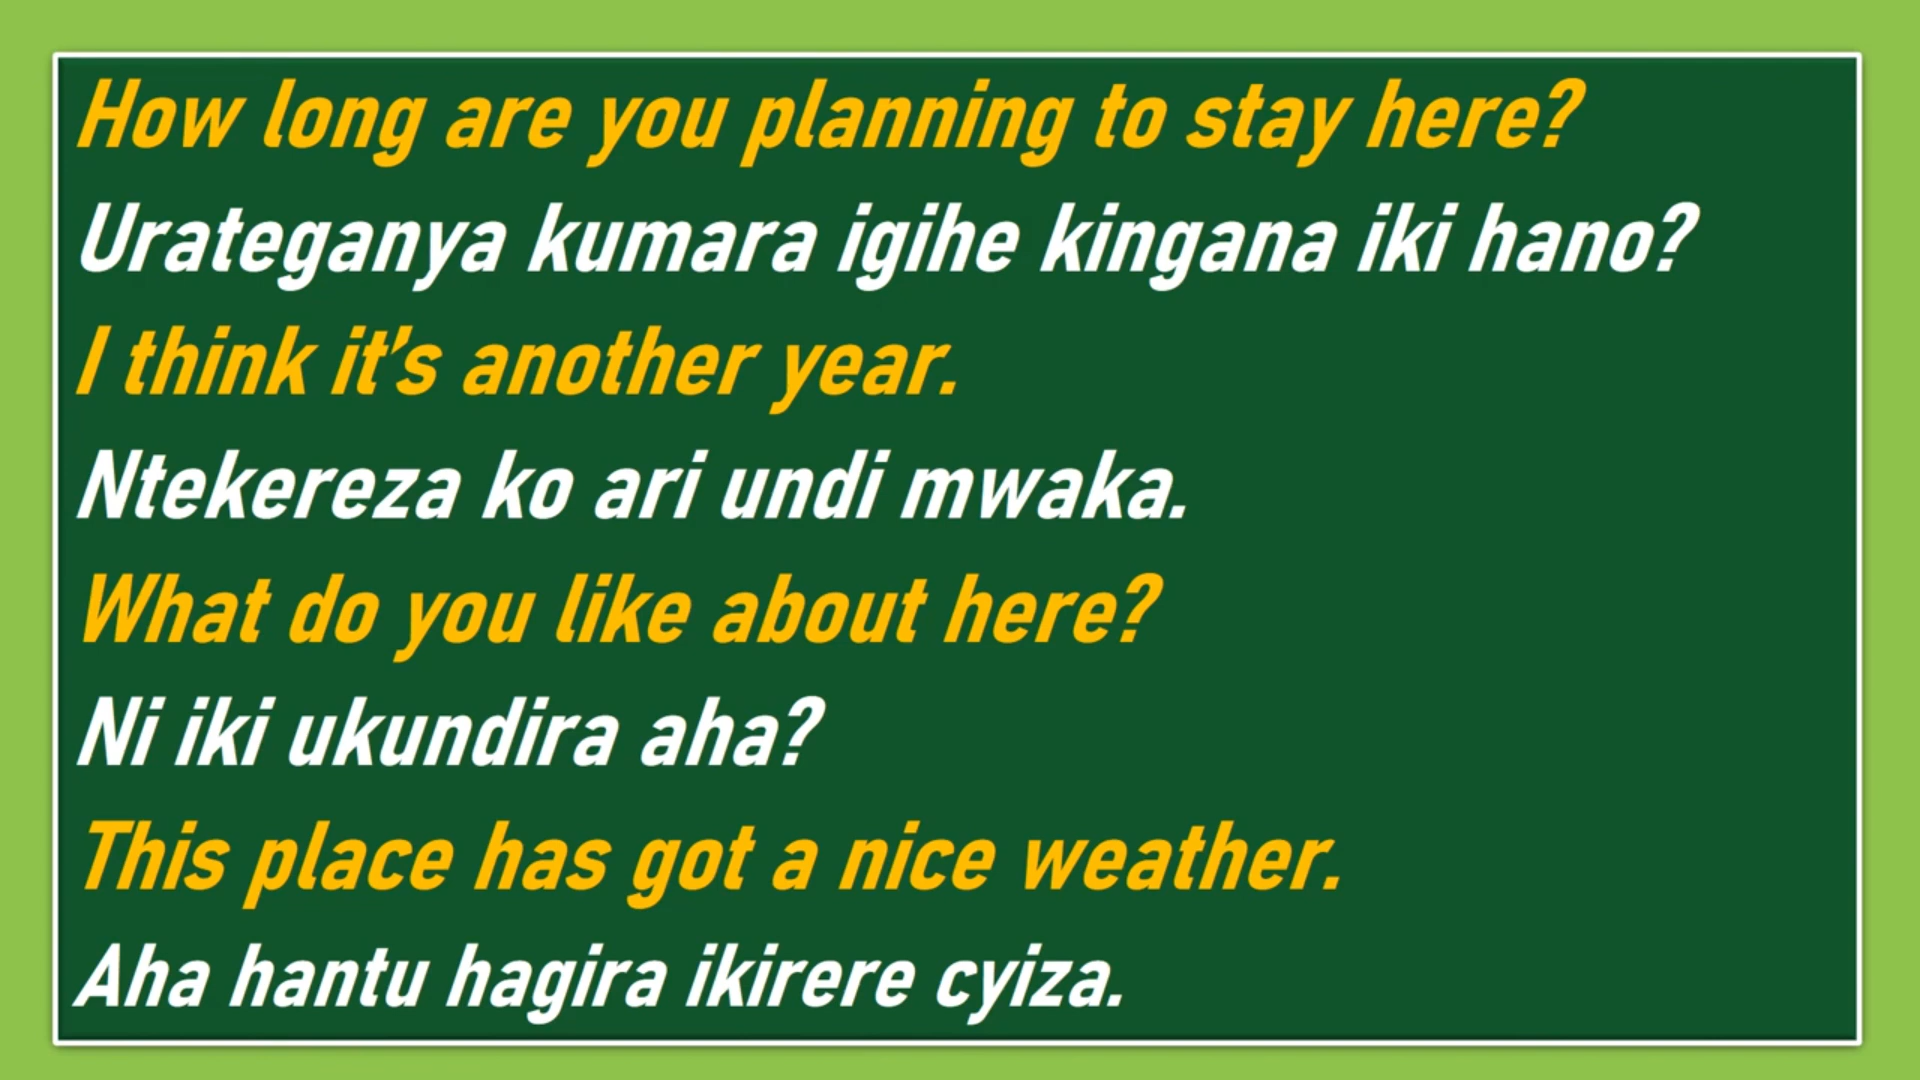 How long are you planning to stay here?
Urateganya kumara igihe kingana iki hano?
I think it's another year.
Ntekereza ko ari undi mwaka.
What do you like about here?
Ni iki ukundira aha?
This place has got a nice weather.
Aha hantu hagira ikirere cyiza.